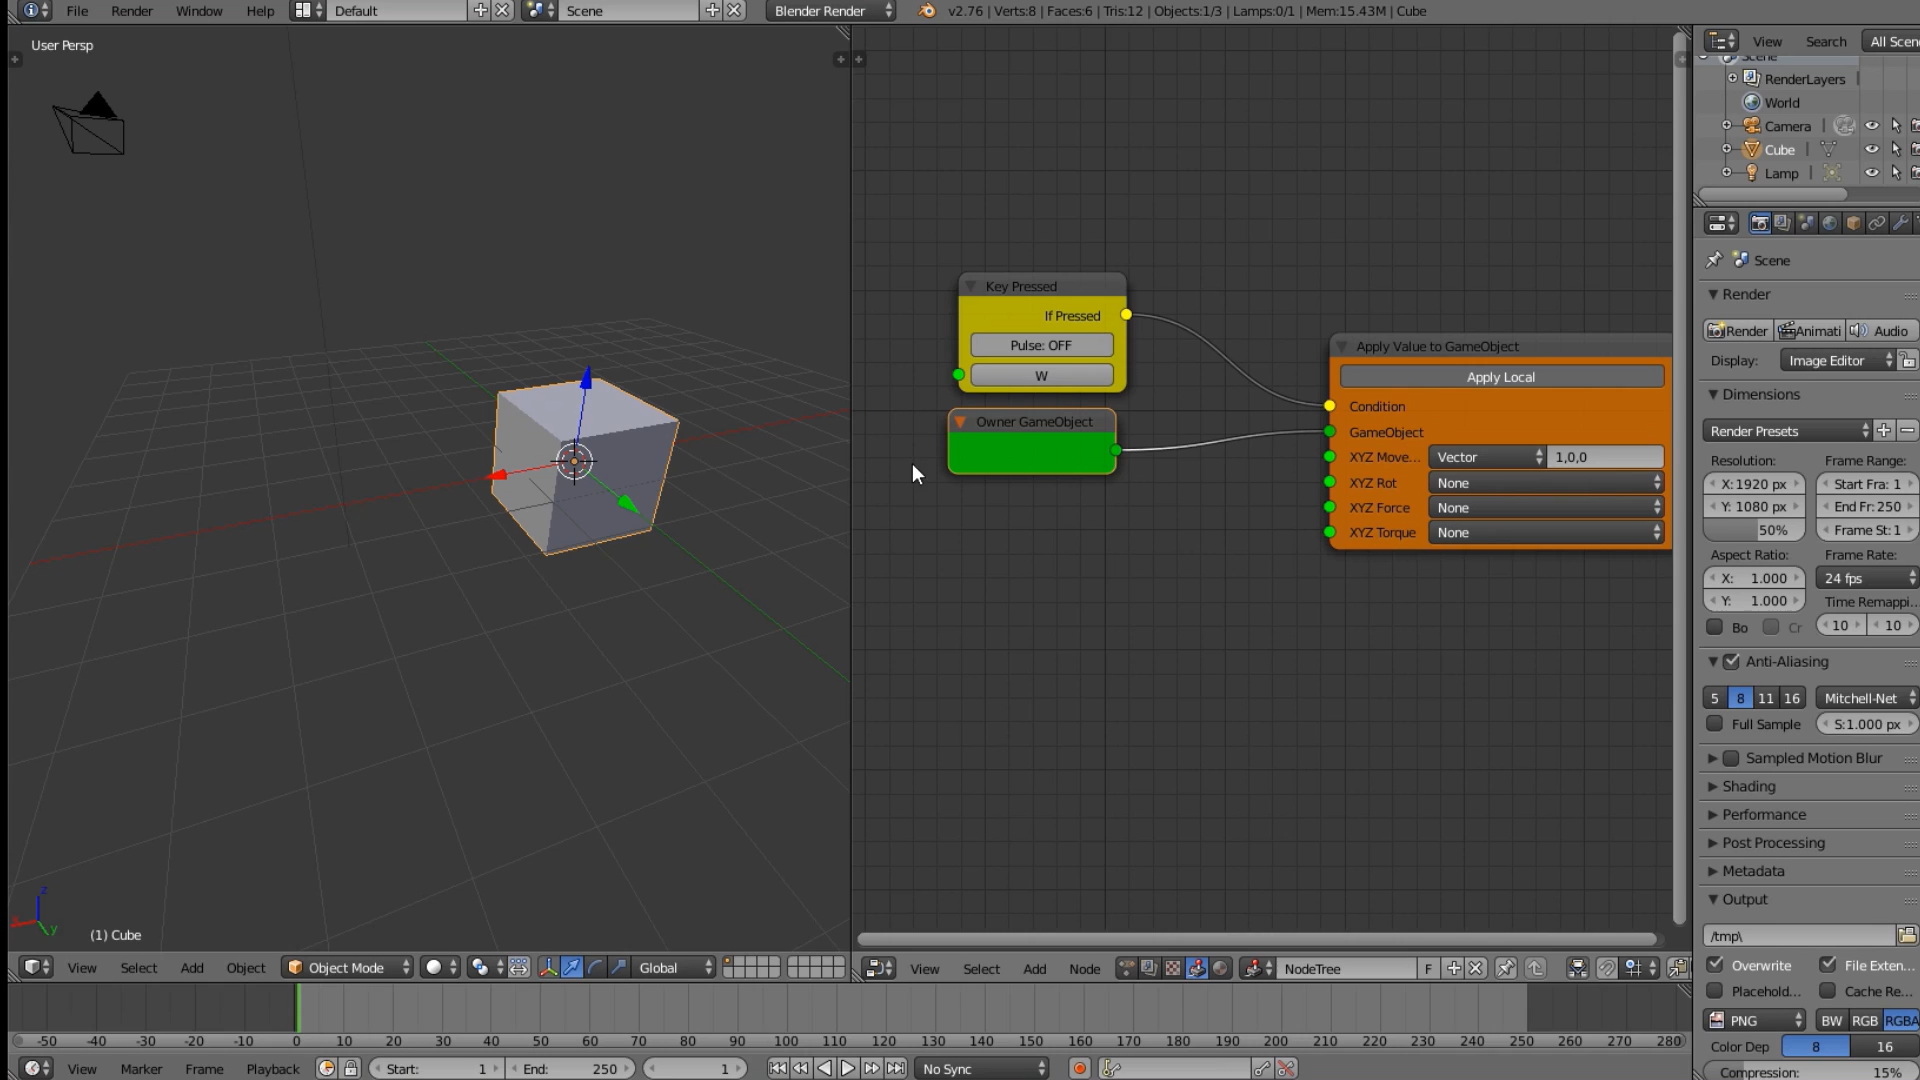 File Render Window Help Default Scene Blender Render v2.76 | Verts:8 | Faces:6 | Tris:12 | Objects:1/3 | Lamps:0/1 | Mem:15.43M | Cube
User Persp
(1) Cube
View Select Add Object Object Mode Global
Key Pressed
If Pressed
Pulse: OFF
W
Owner GameObject
Apply Value to GameObject
Apply Local
Condition
GameObject
XYZ Move... Vector 1,0,0
XYZ Rot None
XYZ Force None
XYZ Torque None
View Select Add Node NodeTree F
View Search All Scen
Scene
RenderLayers
World
Camera
Cube
Lamp
Scene
Render
Render Animati Audio
Display: Image Editor
Dimensions
Render Presets
Resolution: Frame Range:
X: 1920 px Start Fra: 1
Y: 1080 px End Fr: 250
50% Frame St: 1
Aspect Ratio: Frame Rate:
X: 1.000 24 fps
Y: 1.000 Time Remappi...
Bo Cr 10 10
Anti-Aliasing
5 8 11 16 Mitchell-Net
Full Sample S:1.000 px
Sampled Motion Blur
Shading
Performance
Post Processing
Metadata
Output
/tmp\
Overwrite File Exten...
Placehold... Cache Re...
PNG BW RGB RGBA
Color Dep 8 16
Compression: 15%
-50 -40 -30 -20 -10 0 10 20 30 40 50 60 70 80 90 100 110 120 130 140 150 160 170 180 190 200 210 220 230 240 250 260 270 280
View Marker Frame Playback Start: 1 End: 250 1 No Sync